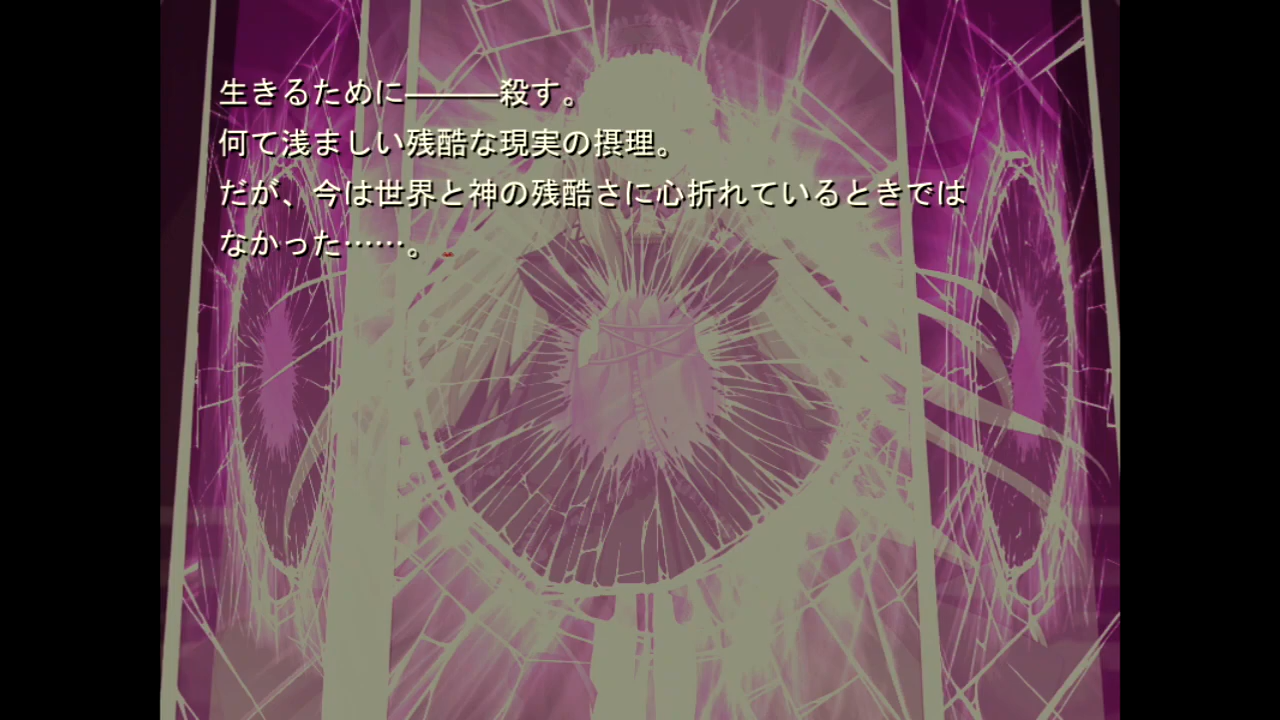 生きるために―――殺す。
何て浅ましい残酷な現実の摂理。
だが、今は世界と神の残酷さに心折れているときでは
なかった……。